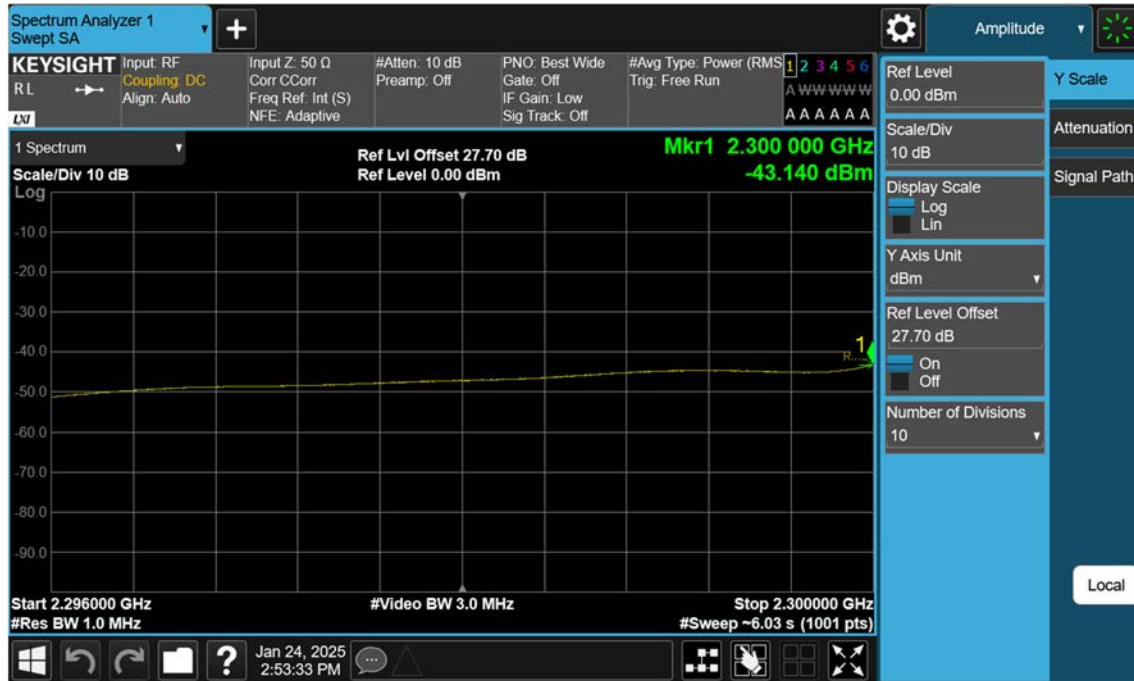 Spectrum Analyzer 1
Swept SA
+
Amplitude
KEYSIGHT
R L
LXI
Input: RF
Coupling: DC
Align: Auto
Input Z: 50 Ω
Corr CCorr
Freq Ref: Int (S)
NFE: Adaptive
#Atten: 10 dB
Preamp: Off
PNO: Best Wide
Gate: Off
IF Gain: Low
Sig Track: Off
#Avg Type: Power (RMS
Trig: Free Run
1 2 3 4 5 6
A W W W W W
A A A A A A
1 Spectrum
Scale/Div 10 dB
Log
Ref Lvl Offset 27.70 dB
Ref Level 0.00 dBm
Mkr1 2.300 000 GHz
-43.140 dBm
-10.0
-20.0
-30.0
-40.0
-50.0
-60.0
-70.0
-80.0
-90.0
1
R....
Start 2.296000 GHz
#Res BW 1.0 MHz
#Video BW 3.0 MHz
Stop 2.300000 GHz
#Sweep ~6.03 s (1001 pts)
?
Jan 24, 2025
2:53:33 PM
Ref Level
0.00 dBm
Scale/Div
10 dB
Display Scale
Log
Lin
Y Axis Unit
dBm
Ref Level Offset
27.70 dB
On
Off
Number of Divisions
10
Y Scale
Attenuation
Signal Path
Local